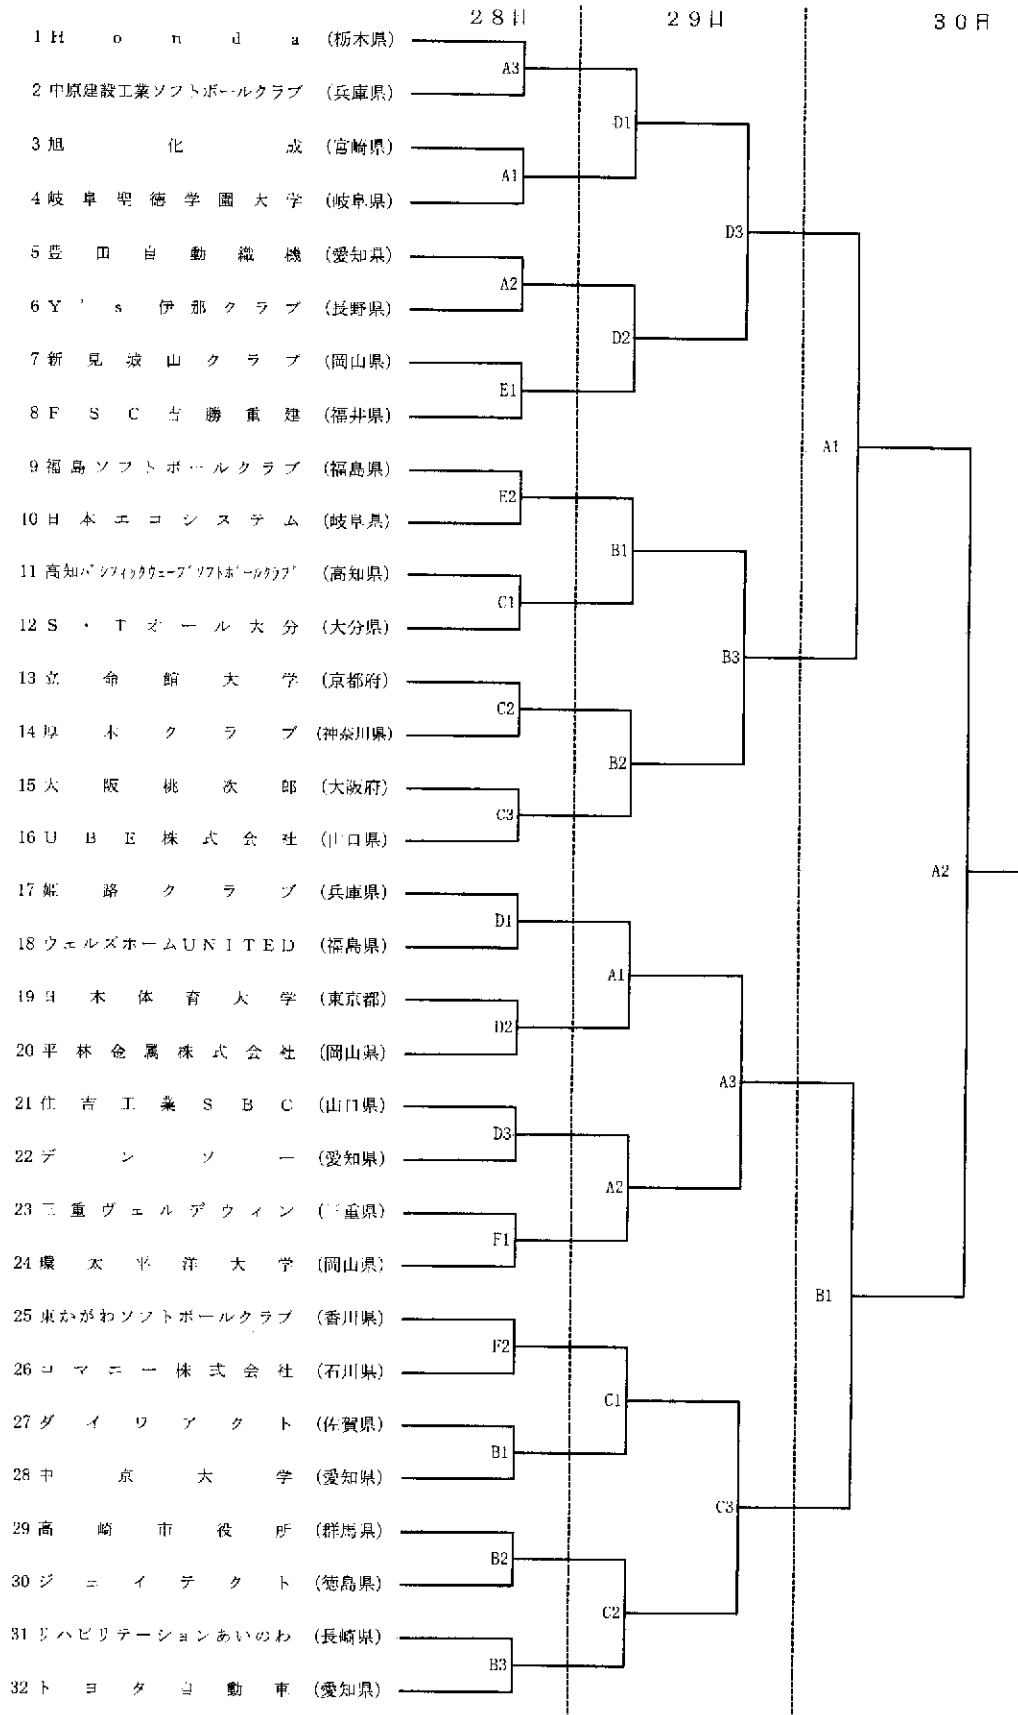 28日 29日 30日
1 Honda (栃木県)
A3
2 中原建設工業ソフトボールクラブ (兵庫県)
D1
3 旭化成 (宮崎県)
A1
4 岐阜聖徳学園大学 (岐阜県)
D3
5 豊田自動織機 (愛知県)
A2
6 Y's伊那クラブ (長野県)
D2
7 新見城山クラブ (岡山県)
E1
8 FSC吉勝重建 (福井県)
A1
9 福島ソフトボールクラブ (福島県)
E2
10 日本エコシステム (岐阜県)
B1
11 高知パシフィックウェーブソフトボールクラブ (高知県)
C1
12 S・Tオール大分 (大分県)
B3
13 立命館大学 (京都府)
C2
14 厚木クラブ (神奈川県)
B2
15 大阪桃次郎 (大阪府)
C3
16 UBE株式会社 (山口県)
A2
17 姫路クラブ (兵庫県)
D1
18 ウェルズホームUNITED (福島県)
A1
19 日本体育大学 (東京都)
D2
20 平林金属株式会社 (岡山県)
A3
21 住吉工業SBC (山口県)
D3
22 デンソー (愛知県)
A2
23 三重ヴェルデウィン (三重県)
F1
24 環太平洋大学 (岡山県)
B1
25 東かがわソフトボールクラブ (香川県)
F2
26 コマニー株式会社 (石川県)
C1
27 ダイワアクト (佐賀県)
B1
28 中京大学 (愛知県)
C3
29 高崎市役所 (群馬県)
B2
30 ジェイテクト (徳島県)
C2
31 リハビリテーションあいのわ (長崎県)
B3
32 トヨタ自動車 (愛知県)